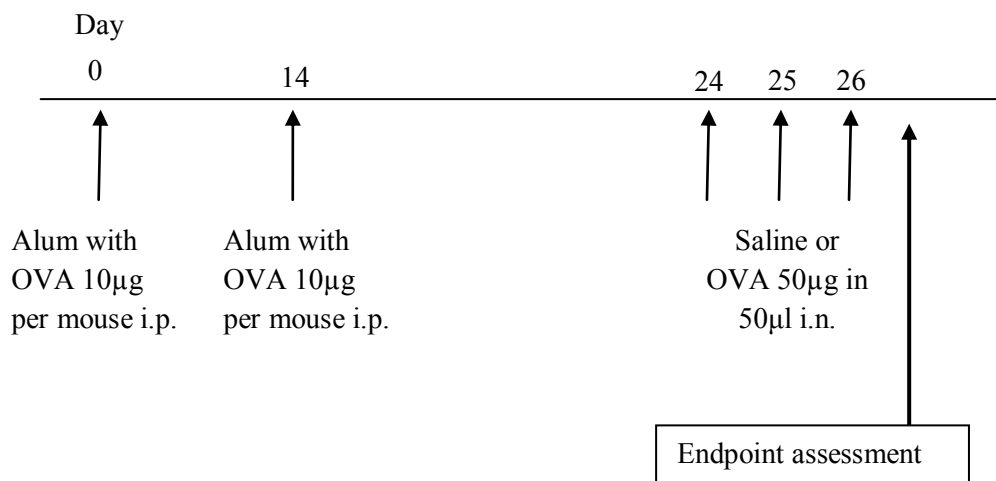 Day
0
14
24
25
26
Alum with
OVA 10µg
per mouse i.p.
Alum with
OVA 10µg
per mouse i.p.
Saline or
OVA 50µg in
50µl i.n.
Endpoint assessment